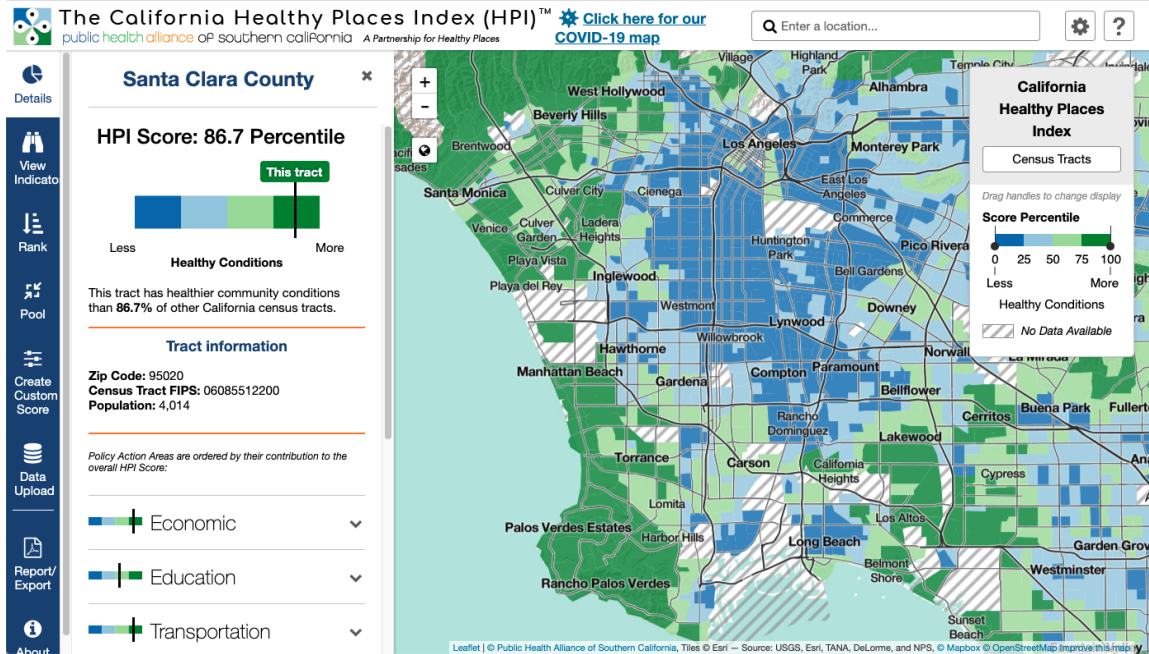 The California Healthy Places Index (HPI)™
public health alliance of southern california A Partnership for Healthy Places
Click here for our
COVID-19 map
Enter a location...
?
Details
View
Indicato
Rank
Pool
Create
Custom
Score
Data
Upload
Report/
Export
About
Santa Clara County
HPI Score: 86.7 Percentile
This tract
Less
More
Healthy Conditions
This tract has healthier community conditions
than 86.7% of other California census tracts.
Tract information
Zip Code: 95020
Census Tract FIPS: 06085512200
Population: 4,014
Policy Action Areas are ordered by their contribution to the
overall HPI Score:
Economic
Education
Transportation
+
-
Village
Highland
Park
Temple City
West Hollywood
Alhambra
Beverly Hills
Brentwood
Los Angeles
Monterey Park
Pacific
sades
Santa Monica
Culver City
Cienega
East Los
Angeles
Venice
Culver
Garden
Ladera
Heights
Commerce
Playa Vista
Huntington
Park
Pico Rivera
Playa del Rey
Inglewood
Bell Gardens
Westmont
Downey
Lynwood
Willowbrook
Hawthorne
Norwal
La Mirada
Manhattan Beach
Gardena
Compton
Paramount
Bellflower
Rancho
Dominguez
Cerritos
Buena Park
Fullert
Lakewood
Torrance
Carson
California
Heights
Cypress
Ana
Lomita
Los Altos
Palos Verdes Estates
Harbor Hills
Long Beach
Garden Grov
Belmont
Shore
Westminster
Rancho Palos Verdes
Sunset
Beach
California
Healthy Places
Index
Census Tracts
Drag handles to change display
Score Percentile
0 25 50 75 100
Less
More
Healthy Conditions
No Data Available
Leaflet | © Public Health Alliance of Southern California, Tiles © Esri — Source: USGS, Esri, TANA, DeLorme, and NPS, © Mapbox © OpenStreetMap Improve this map